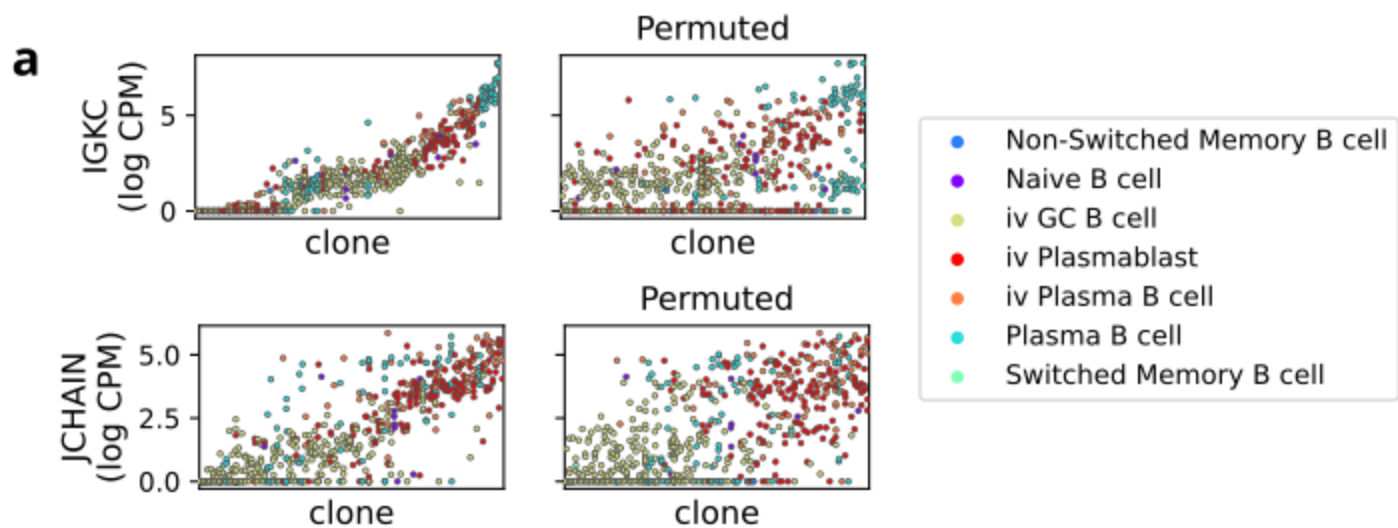 a
Permuted
IGKC
(log CPM)
5
0
clone
clone
Permuted
JCHAIN
(log CPM)
5.0
2.5
0.0
clone
clone
Non-Switched Memory B cell
Naive B cell
iv GC B cell
iv Plasmablast
iv Plasma B cell
Plasma B cell
Switched Memory B cell